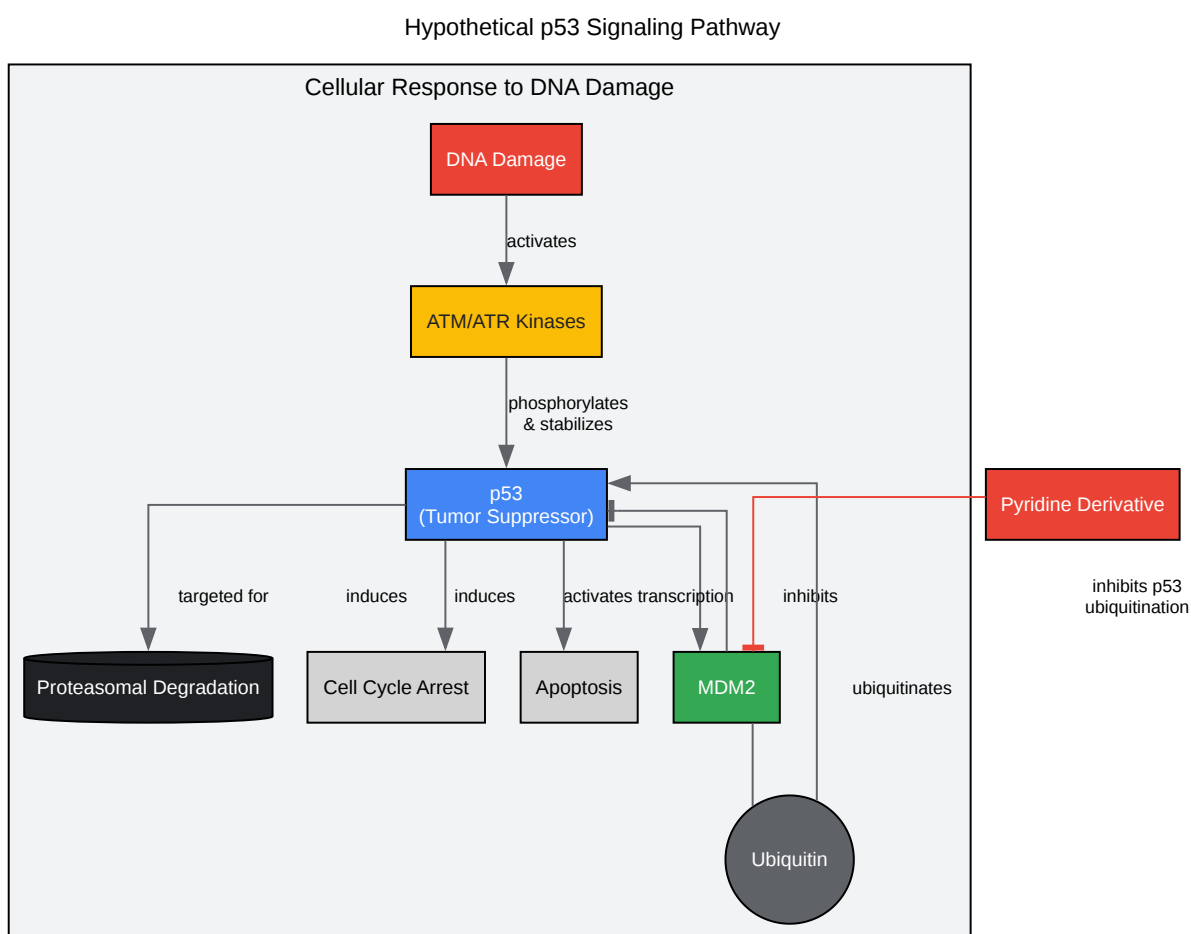 Hypothetical p53 Signaling Pathway
Cellular Response to DNA Damage
DNA Damage
activates
ATM/ATR Kinases
phosphorylates
& stabilizes
p53
(Tumor Suppressor)
Pyridine Derivative
targeted for
induces
induces
activates transcription
inhibits
inhibits p53
ubiquitination
Proteasomal Degradation
Cell Cycle Arrest
Apoptosis
MDM2
ubiquitinates
Ubiquitin